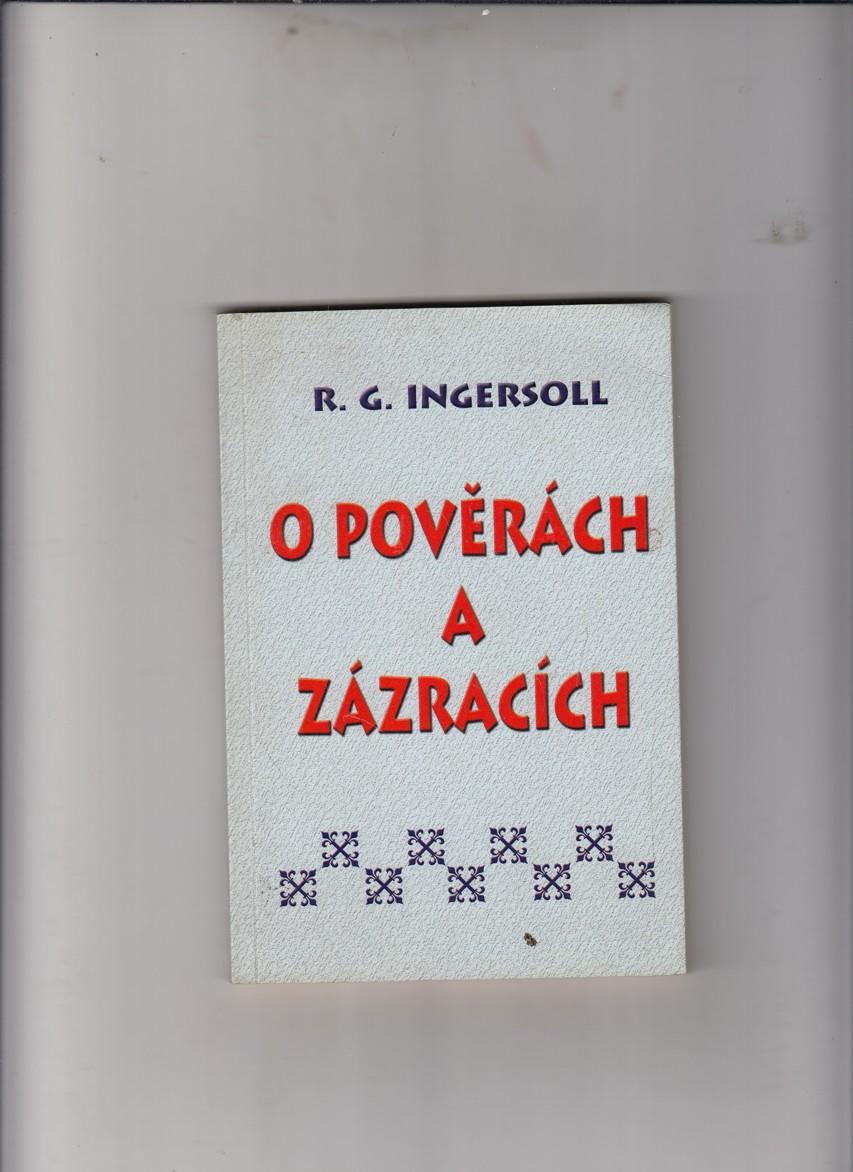 R. G. INGERSOLL
O POVĚRÁCH
A
ZÁZRACÍCH